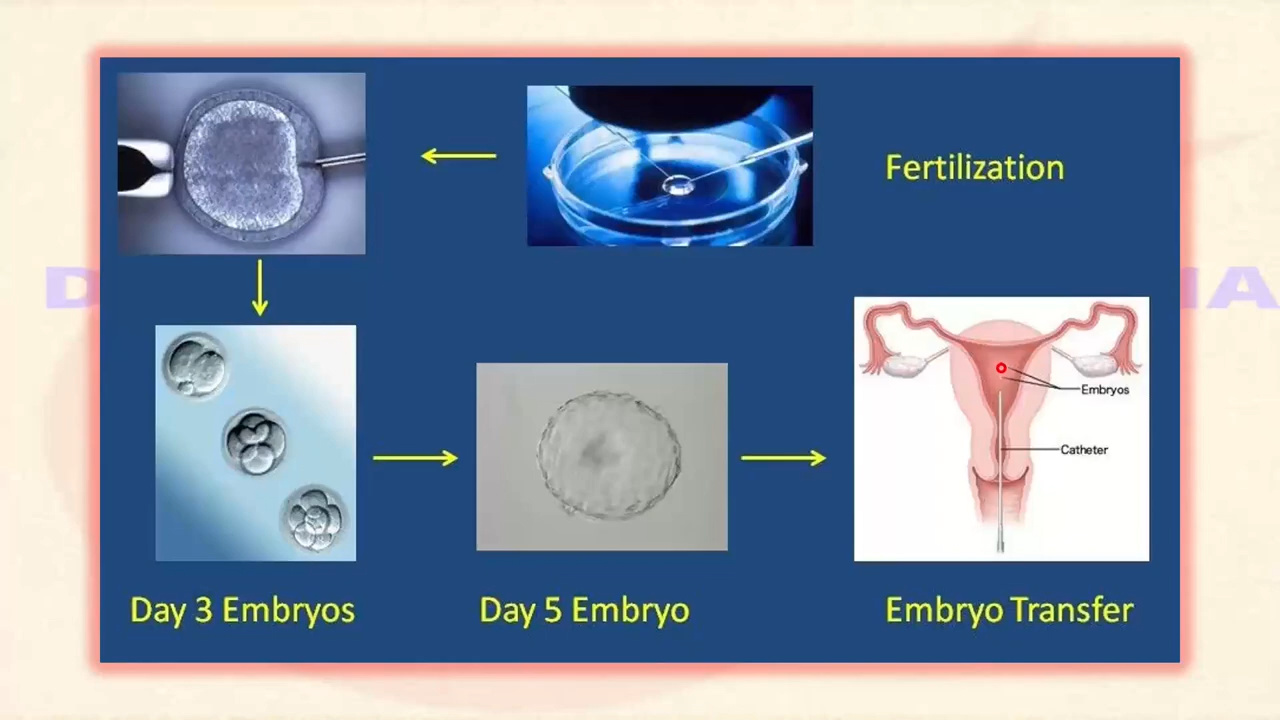 Fertilization
Embryos
Catheter
Day 3 Embryos
Day 5 Embryo
Embryo Transfer